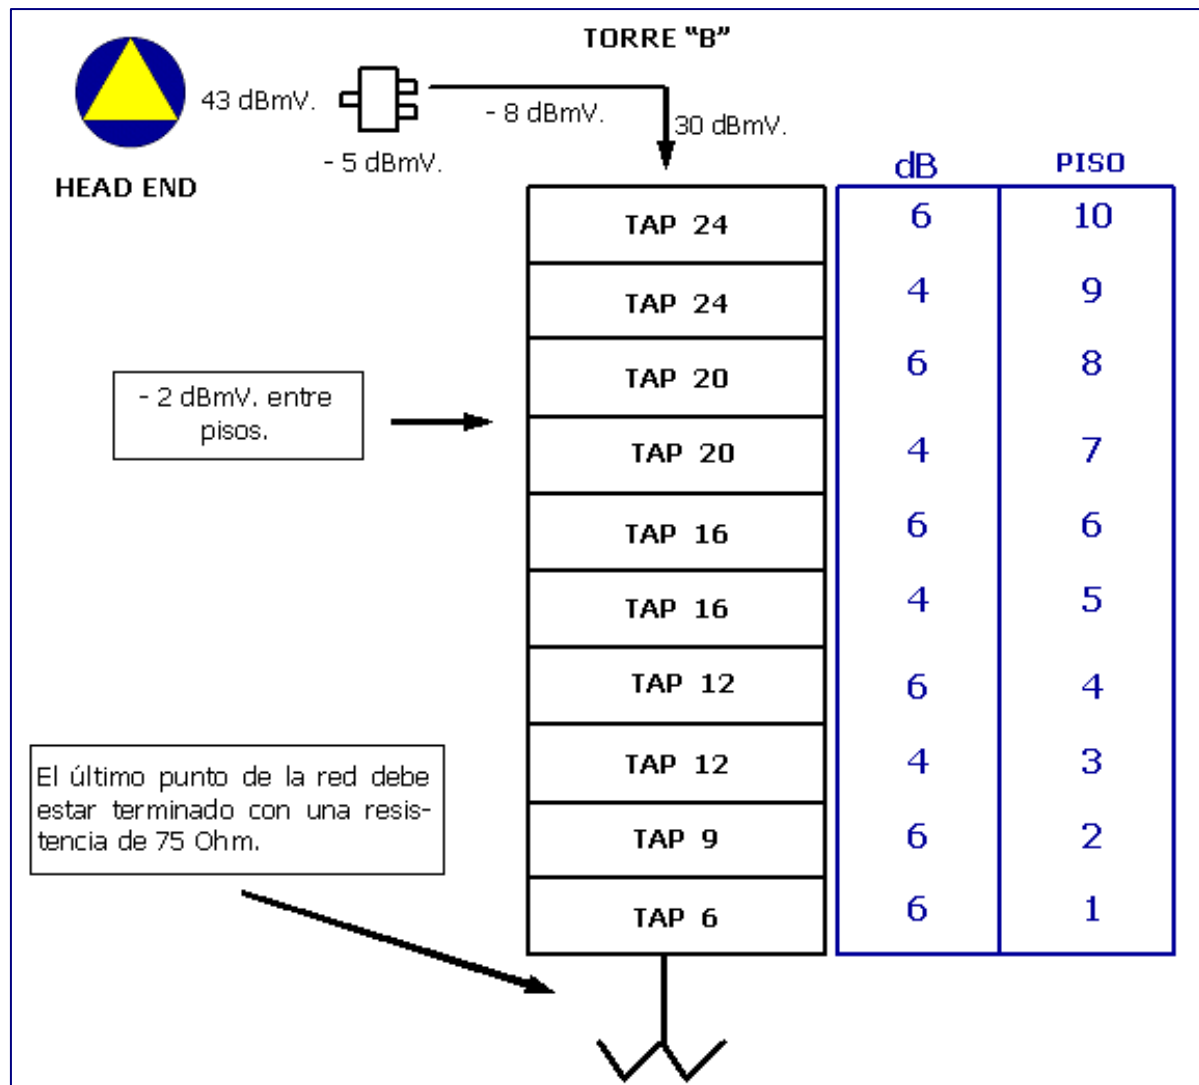 TORRE “B”
43 dBmV.
- 8 dBmV.
30 dBmV.
- 5 dBmV.
HEAD END
dB PISO
TAP 24 6 10
TAP 24 4 9
TAP 20 6 8
- 2 dBmV. entre
pisos.
TAP 20 4 7
TAP 16 6 6
TAP 16 4 5
TAP 12 6 4
TAP 12 4 3
El último punto de la red debe
estar terminado con una resis-
tencia de 75 Ohm.
TAP 9 6 2
TAP 6 6 1